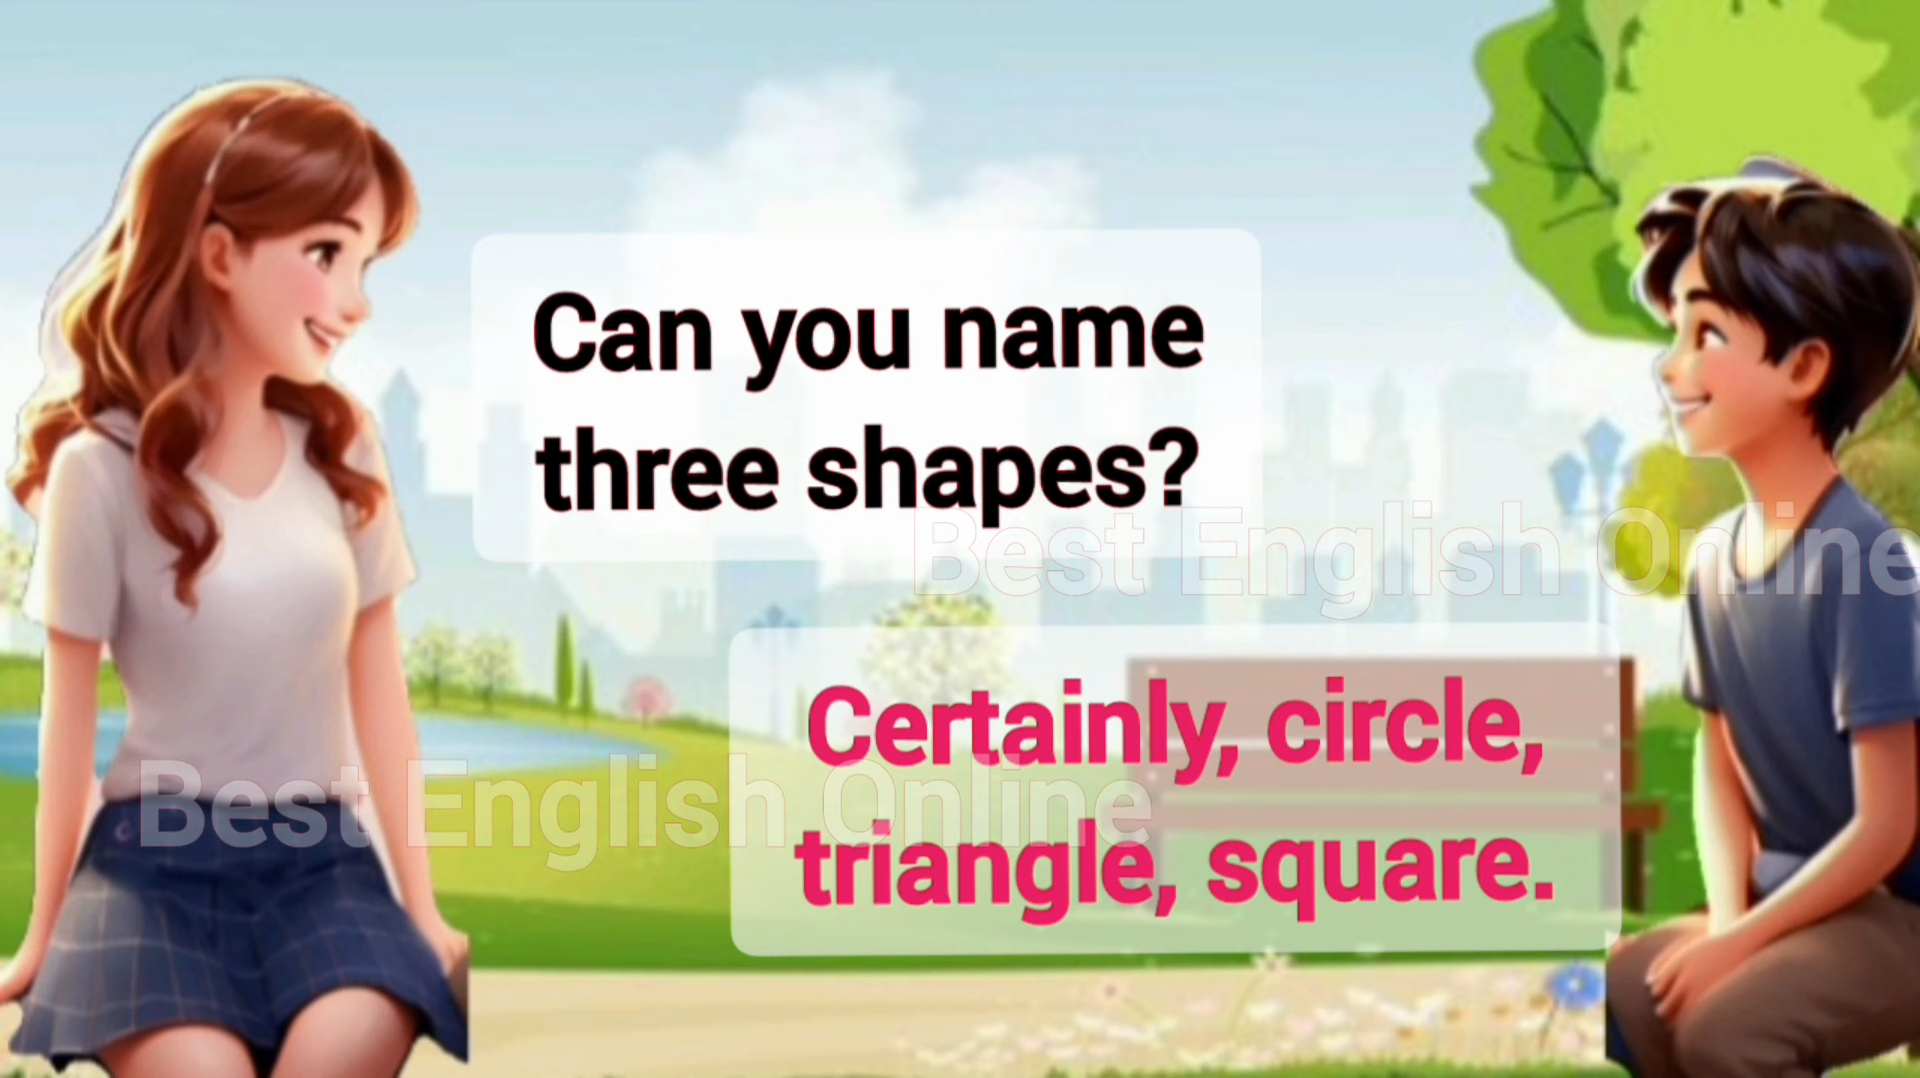 Can you name
three shapes?
Best English Online
Certainly, circle,
Best English Online
triangle, square.